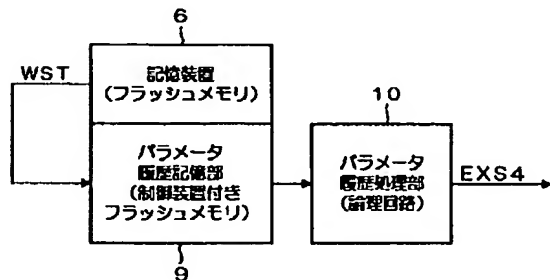 6
WST
記憶装置
(フラッシュメモリ)
10
パラメータ
履歴記憶部
(制御装置付き
フラッシュメモリ)
パラメータ
履歴処理部
(論理回路)
EXS4
9